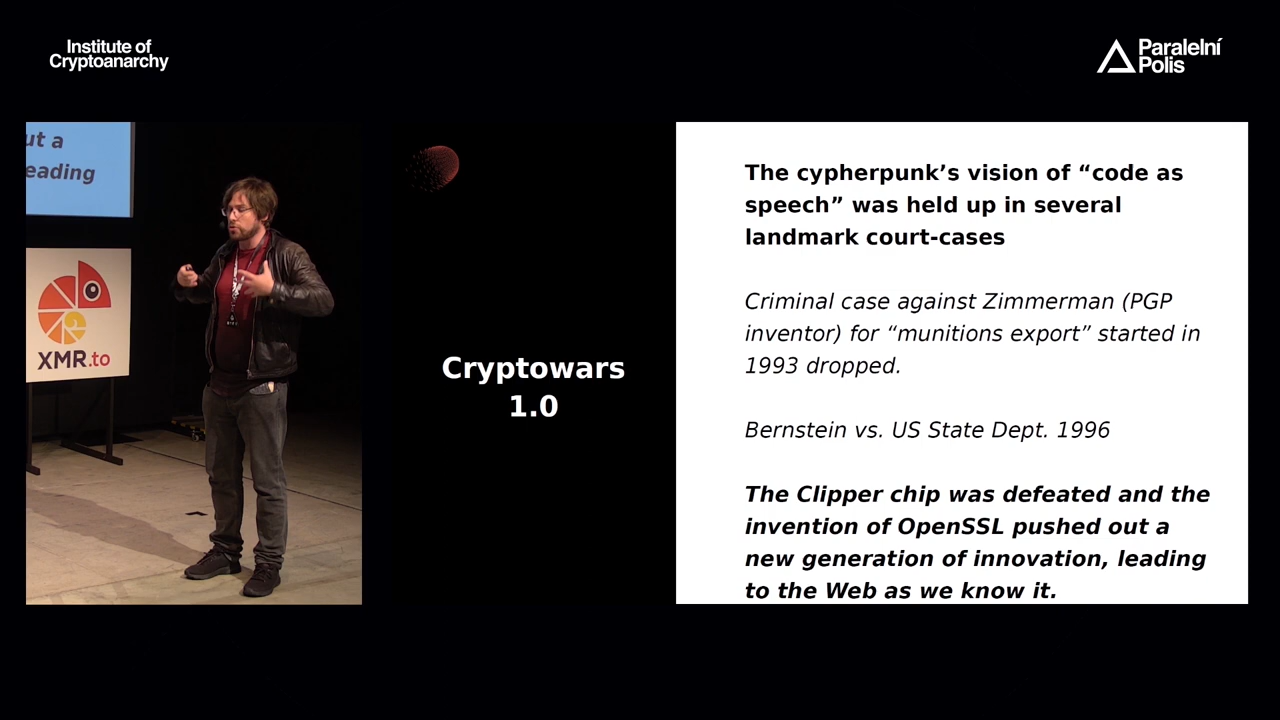 Institute of
Cryptoanarchy
Paralelní
Polis
ut a
eading
XMR.to
Cryptowars
1.0
The cypherpunk’s vision of “code as
speech” was held up in several
landmark court-cases
Criminal case against Zimmerman (PGP
inventor) for “munitions export” started in
1993 dropped.
Bernstein vs. US State Dept. 1996
The Clipper chip was defeated and the
invention of OpenSSL pushed out a
new generation of innovation, leading
to the Web as we know it.